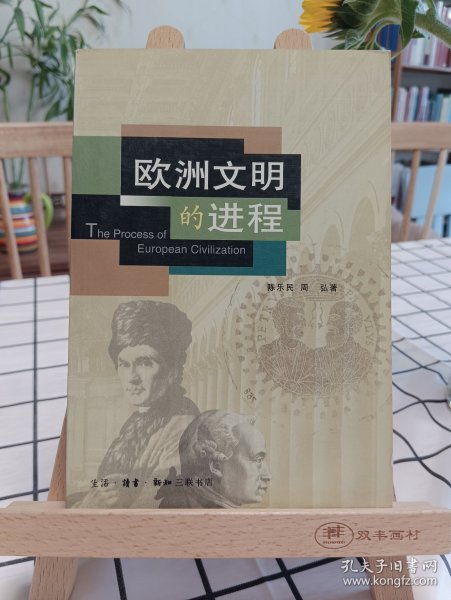 欧洲文明
的进程
The Process of
European Civilization
陈乐民 周 弘著
PETR
生活·读书·新知三联书店
双丰画材
孔夫子旧书网
www.kongfz.com